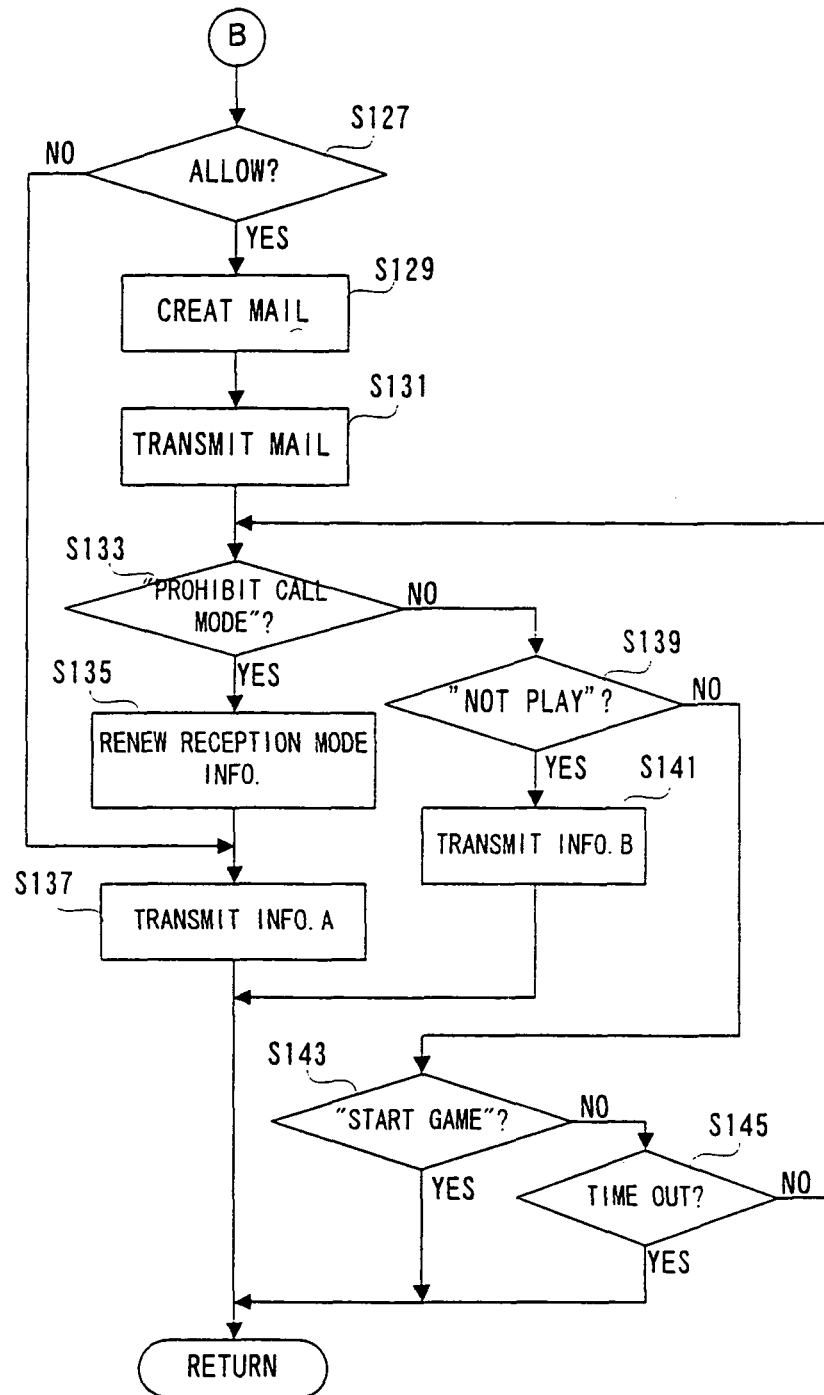 B
S127
NO
ALLOW?
YES
S129
CREAT MAIL
S131
TRANSMIT MAIL
S133
"PROHIBIT CALL
MODE"?
NO
YES
S139
"NOT PLAY"?
NO
S135
RENEW RECEPTION MODE
INFO.
YES
S141
TRANSMIT INFO. B
S137
TRANSMIT INFO. A
S143
"START GAME"?
NO
YES
S145
TIME OUT?
NO
YES
RETURN